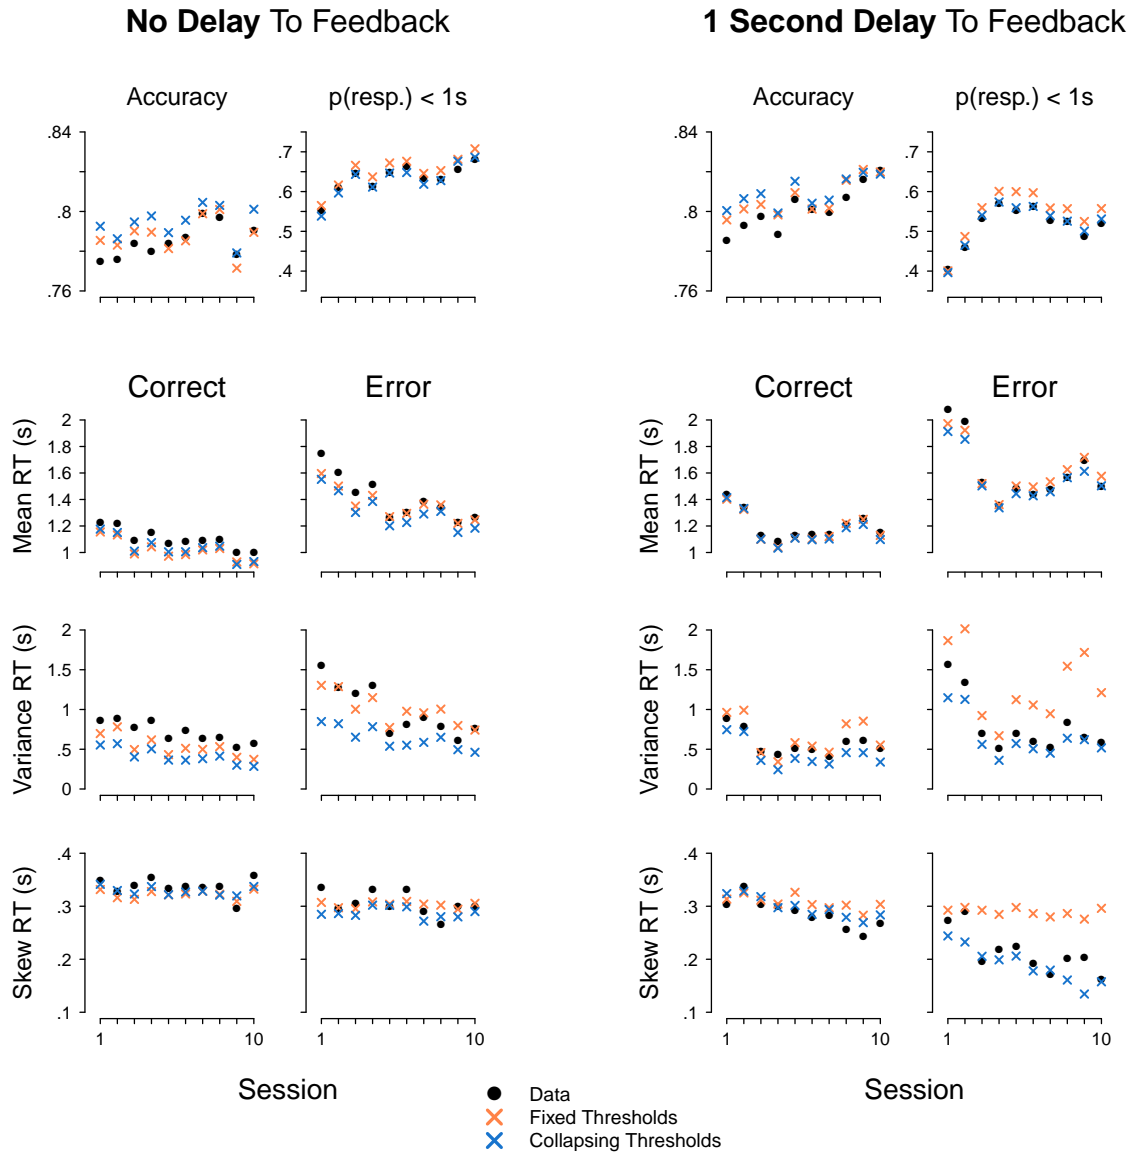 No Delay To Feedback
1 Second Delay To Feedback
Accuracy
p(resp.) < 1s
Accuracy
p(resp.) < 1s
.84
.8
.76
.7
.6
.5
.4
.84
.8
.76
.7
.6
.5
.4
Correct
Error
Correct
Error
Mean RT (s)
2
1.8
1.6
1.4
1.2
1
Mean RT (s)
2
1.8
1.6
1.4
1.2
1
Variance RT (s)
2
1.5
1
.5
0
Variance RT (s)
2
1.5
1
.5
0
Skew RT (s)
.4
.3
.2
.1
Skew RT (s)
.4
.3
.2
.1
1
10
1
10
1
10
1
10
Session
Session
Data
Fixed Thresholds
Collapsing Thresholds